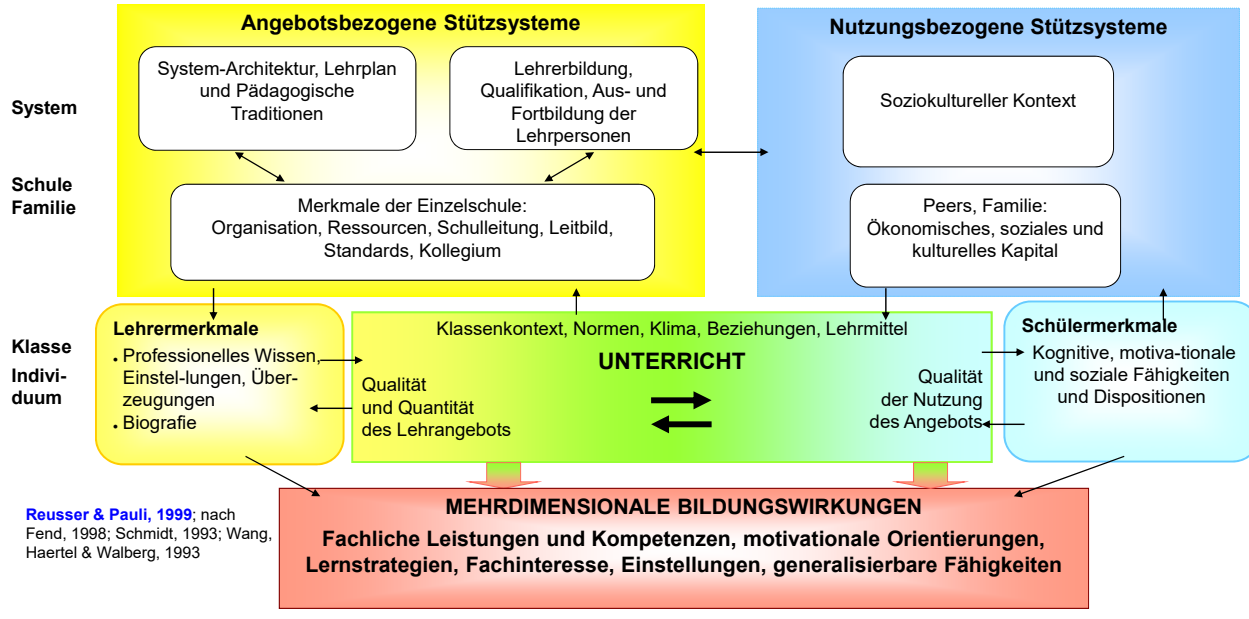 Angebotsbezogene Stützsysteme
Nutzungsbezogene Stützsysteme
System
System-Architektur, Lehrplan
und Pädagogische
Traditionen
Lehrerbildung,
Qualifikation, Aus- und
Fortbildung der
Lehrpersonen
Soziokultureller Kontext
Schule
Familie
Merkmale der Einzelschule:
Organisation, Ressourcen, Schulleitung, Leitbild,
Standards, Kollegium
Peers, Familie:
Ökonomisches, soziales und
kulturelles Kapital
Klasse
Indivi-
duum
Lehrermerkmale
• Professionelles Wissen,
Einstel-lungen, Über-
zeugungen
• Biografie
Klassenkontext, Normen, Klima, Beziehungen, Lehrmittel
UNTERRICHT
Qualität
und Quantität
des Lehrangebots
Qualität
der Nutzung
des Angebots
Schülermerkmale
Kognitive, motiva-tionale
und soziale Fähigkeiten
und Dispositionen
MEHRDIMENSIONALE BILDUNGSWIRKUNGEN
Fachliche Leistungen und Kompetenzen, motivationale Orientierungen,
Lernstrategien, Fachinteresse, Einstellungen, generalisierbare Fähigkeiten
Reusser & Pauli, 1999; nach
Fend, 1998; Schmidt, 1993; Wang,
Haertel & Walberg, 1993